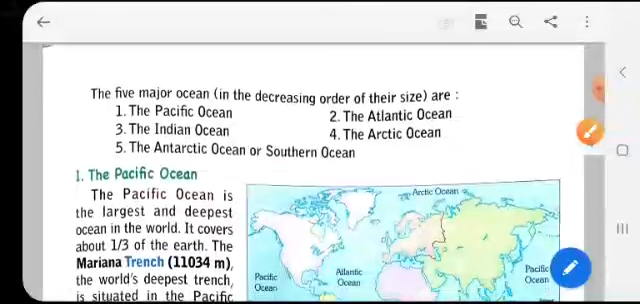 The five major ocean (in the decreasing order of their size) are :
1. The Pacific Ocean
2. The Atlantic Ocean
3. The Indian Ocean
4. The Arctic Ocean
5. The Antarctic Ocean or Southern Ocean
1. The Pacific Ocean
The Pacific Ocean is
the largest and deepest
ocean in the world. It covers
about 1/3 of the earth. The
Mariana Trench (11034 m),
the world's deepest trench,
is situated in the Pacific
Arctic Ocean
Pacific
Ocean
Atlantic
Ocean
Pacific
Ocean